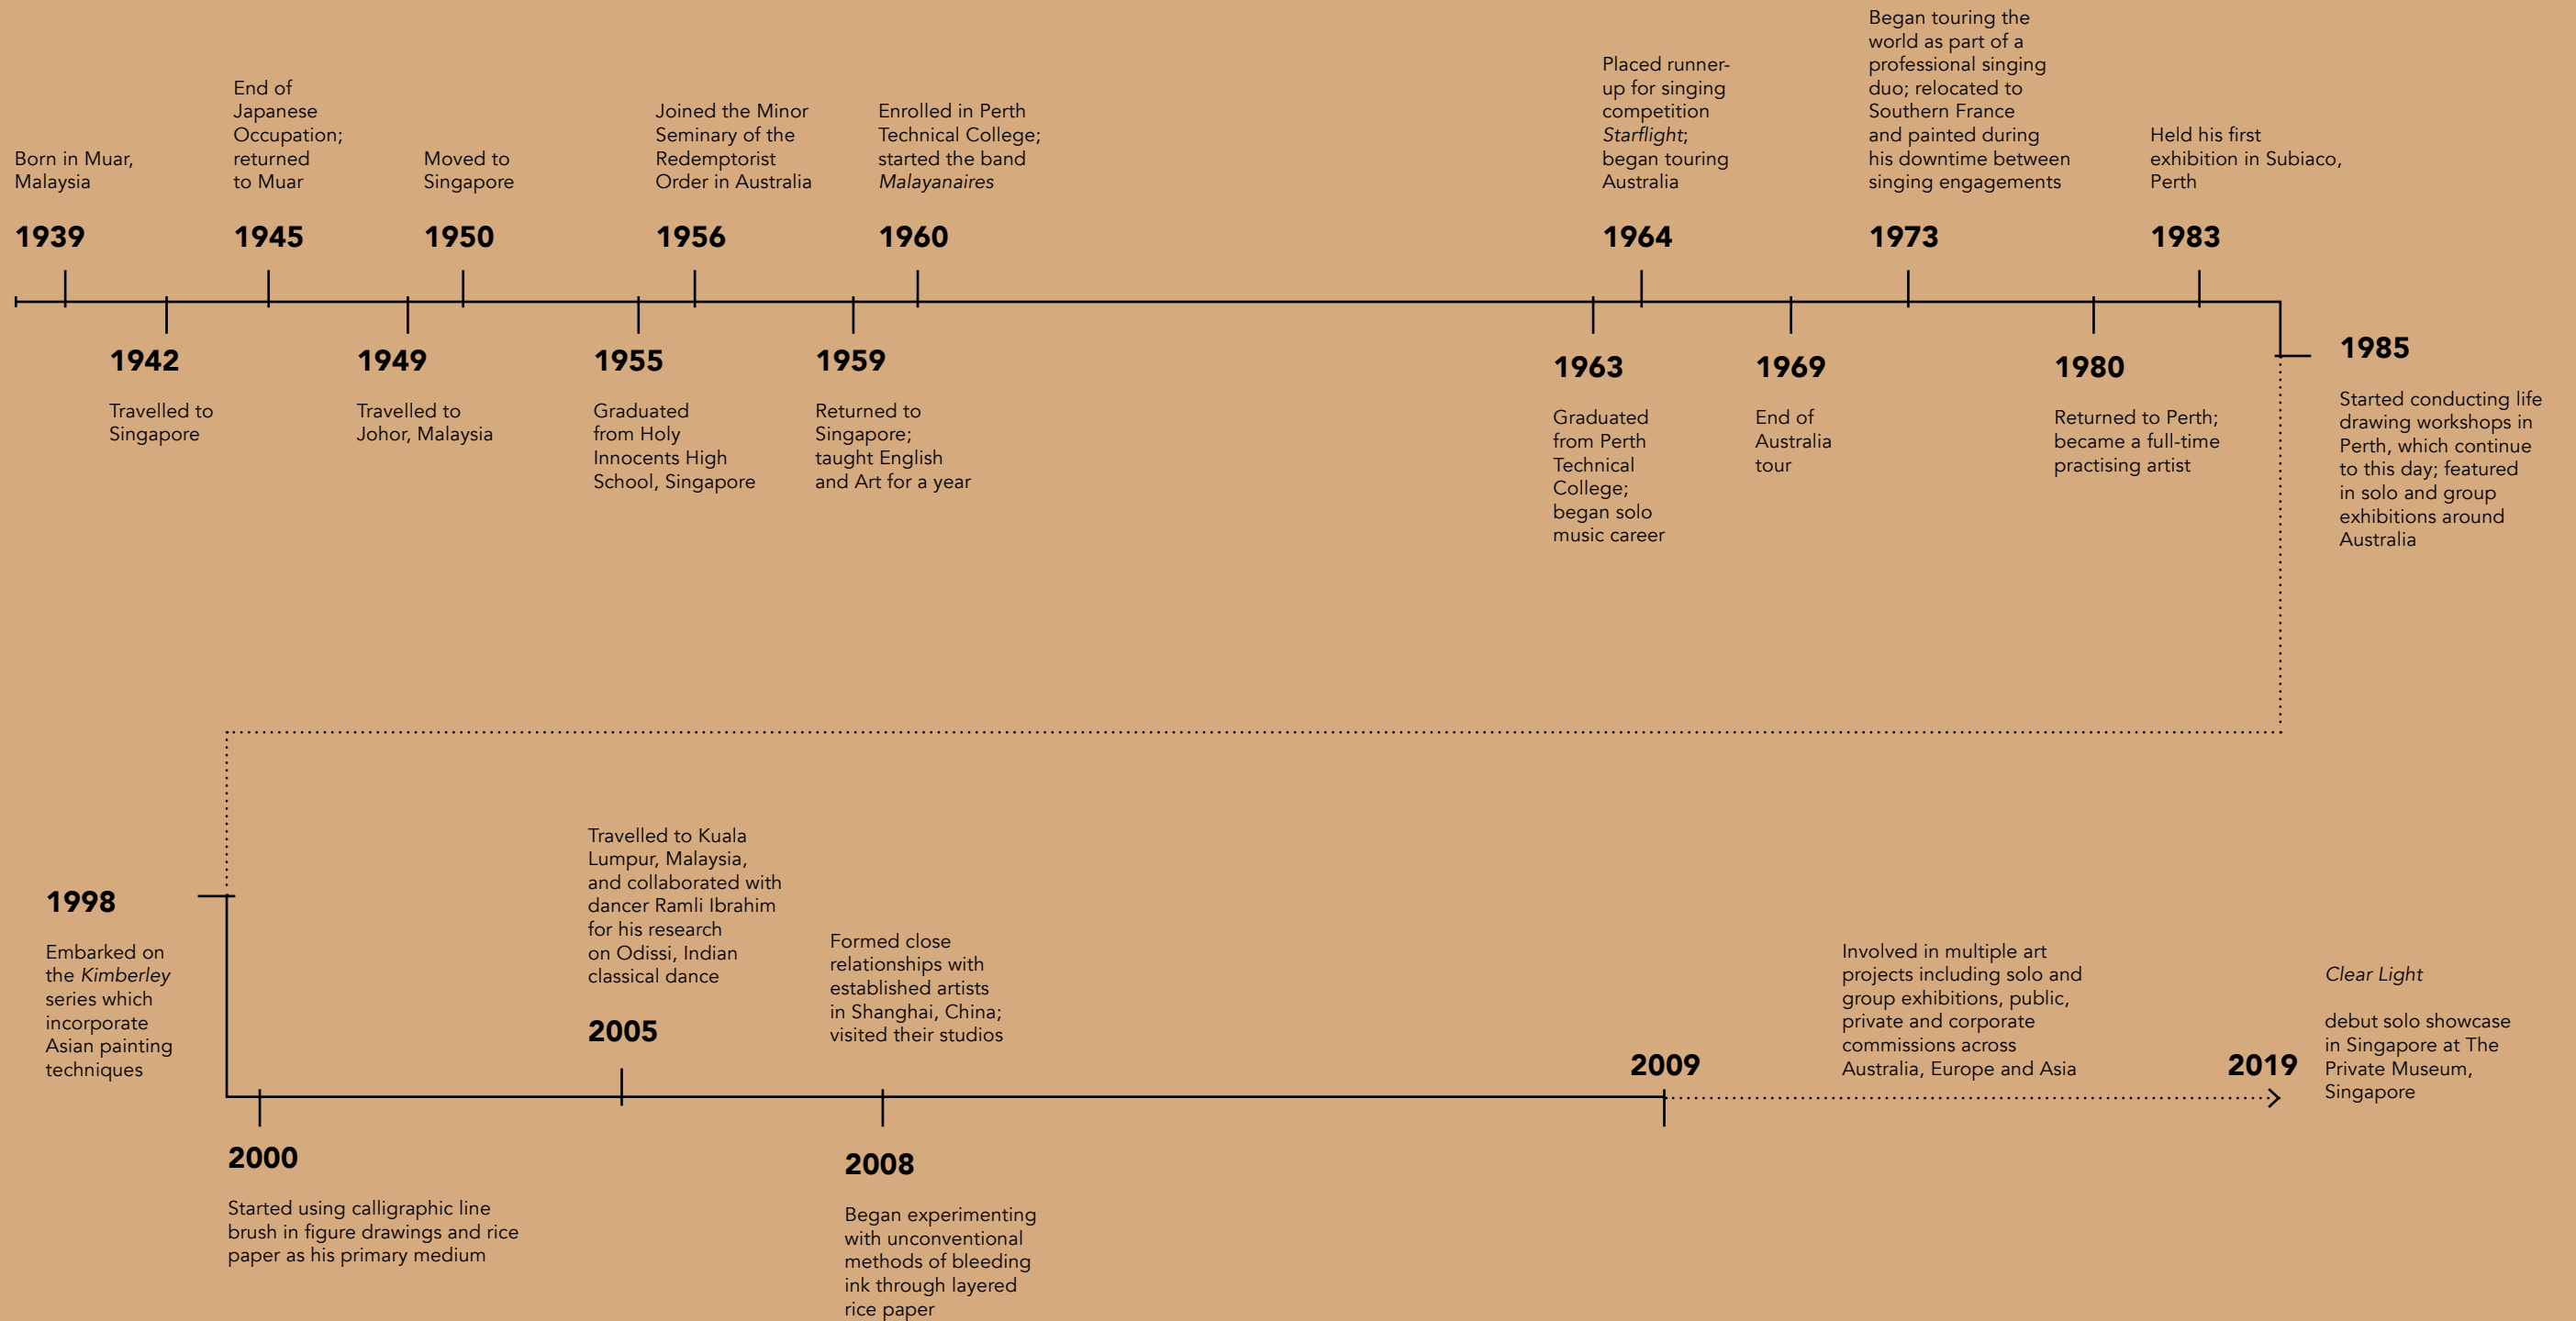 Born in Muar,
Malaysia
1939
1942
Travelled to
Singapore
End of
Japanese
Occupation;
returned
to Muar
1945
1949
Travelled to
Johor, Malaysia
Moved to
Singapore
1950
1955
Graduated
from Holy
Innocents High
School, Singapore
Joined the Minor
Seminary of the
Redemptorist
Order in Australia
1956
1959
Returned to
Singapore;
taught English
and Art for a year
Enrolled in Perth
Technical College;
started the band
Malayanaires
1960
1963
Graduated
from Perth
Technical
College;
began solo
music career
Placed runner-
up for singing
competition
Starflight;
began touring
Australia
1964
1969
End of
Australia
tour
Began touring the
world as part of a
professional singing
duo; relocated to
Southern France
and painted during
his downtime between
singing engagements
1973
1980
Returned to Perth;
became a full-time
practising artist
Held his first
exhibition in Subiaco,
Perth
1983
1985
Started conducting life
drawing workshops in
Perth, which continue
to this day; featured
in solo and group
exhibitions around
Australia
1998
Embarked on
the Kimberley
series which
incorporate
Asian painting
techniques
2000
Started using calligraphic line
brush in figure drawings and rice
paper as his primary medium
Travelled to Kuala
Lumpur, Malaysia,
and collaborated with
dancer Ramli Ibrahim
for his research
on Odissi, Indian
classical dance
2005
Formed close
relationships with
established artists
in Shanghai, China;
visited their studios
2008
Began experimenting
with unconventional
methods of bleeding
ink through layered
rice paper
2009
Involved in multiple art
projects including solo and
group exhibitions, public,
private and corporate
commissions across
Australia, Europe and Asia
2019
Clear Light
debut solo showcase
in Singapore at The
Private Museum,
Singapore